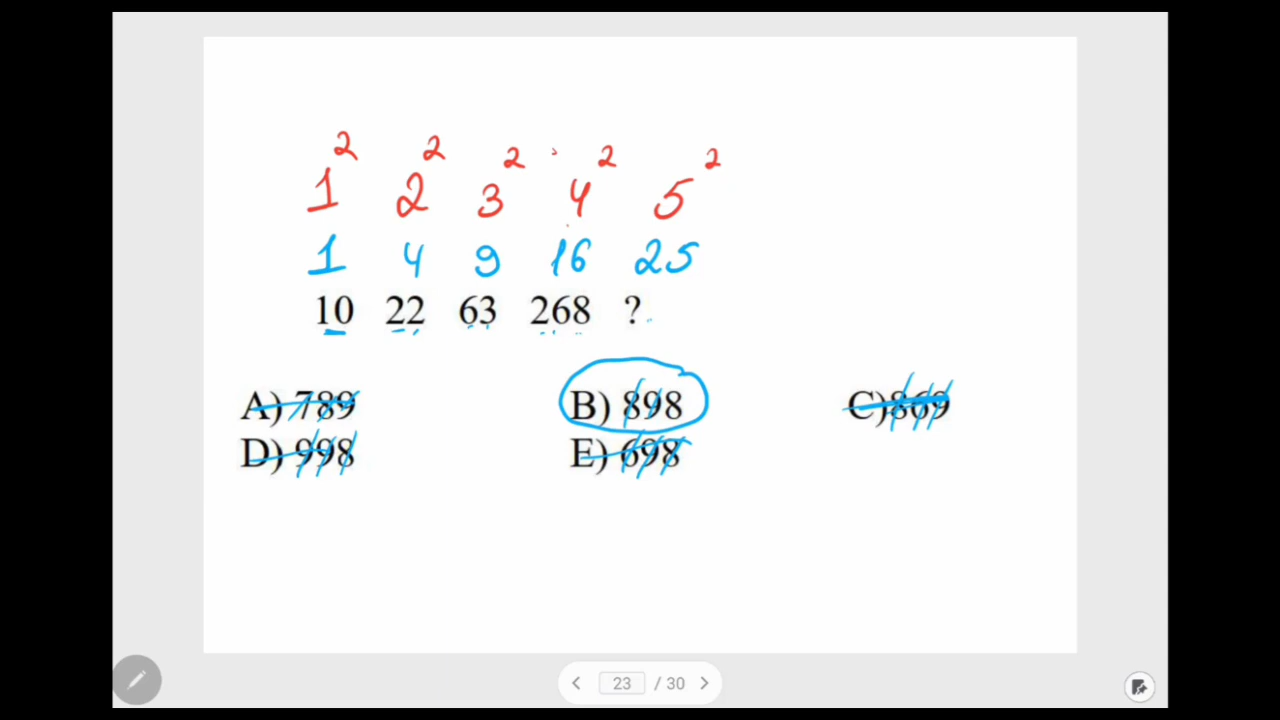 1² 2² 3² 4² 5²
1 4 9 16 25
10 22 63 268 ?
A) 789 B) 898 C)869
D) 998 E) 698
23 / 30